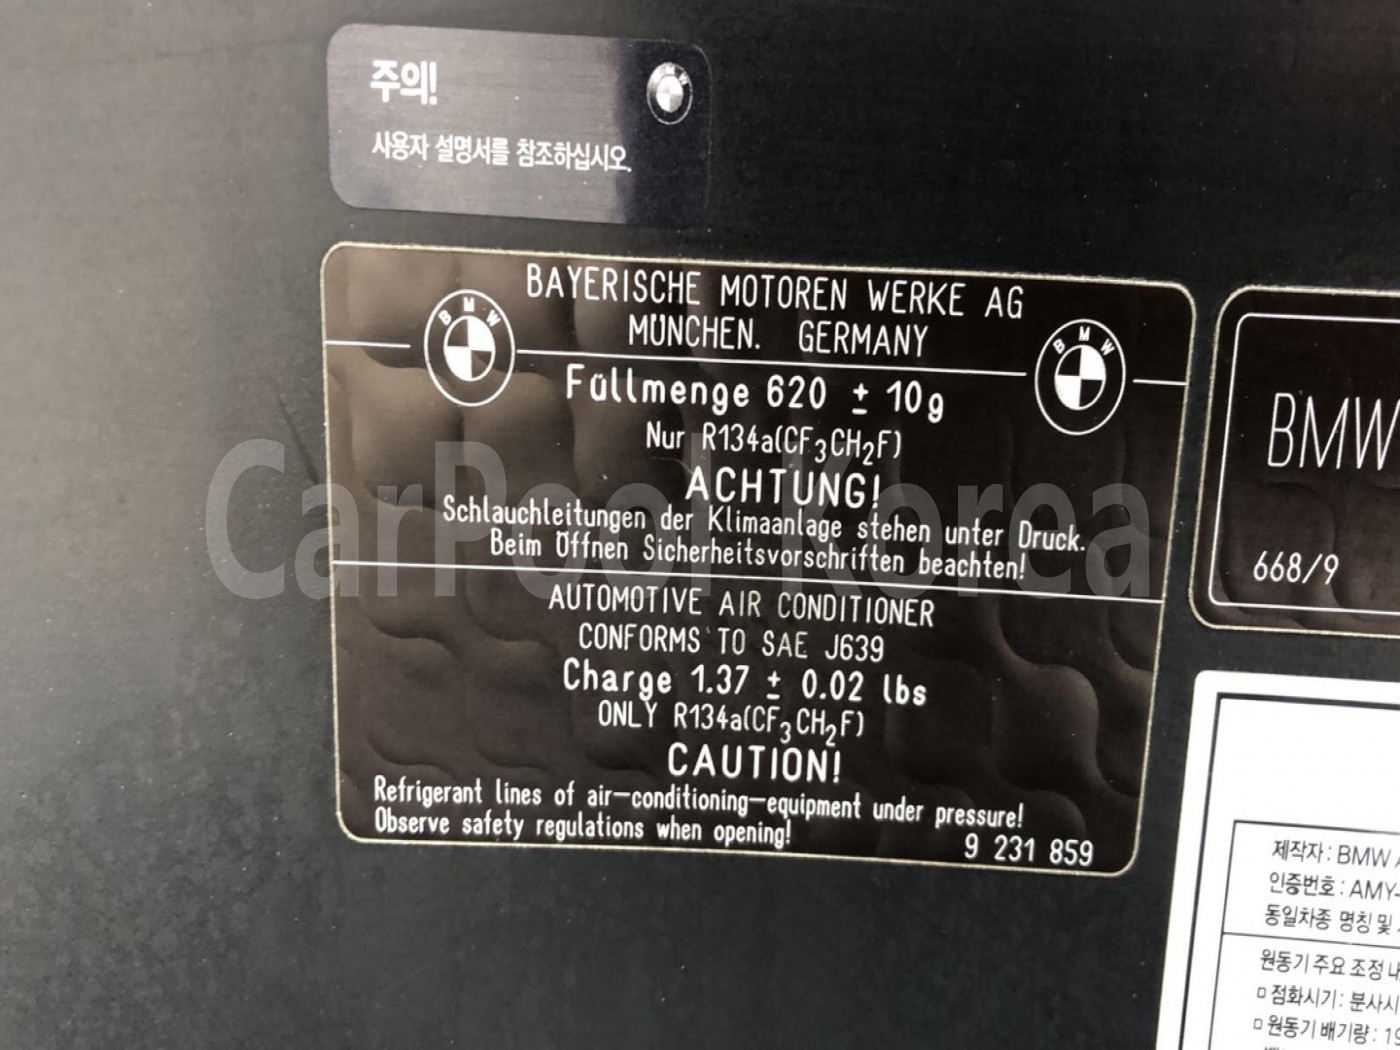 주의!
사용자 설명서를 참조하십시오.
BAYERISCHE MOTOREN WERKE AG
MÜNCHEN. GERMANY
BMW
BMW
Füllmenge 620 ± 10g
Nur R134a(CF3CH2F)
ACHTUNG!
Schlauchleitungen der Klimaanlage stehen unter Druck.
Beim Öffnen Sicherheitsvorschriften beachten!
AUTOMOTIVE AIR CONDITIONER
CONFORMS TO SAE J639
Charge 1.37 ± 0.02 lbs
ONLY R134a(CF3CH2F)
CAUTION!
Refrigerant lines of air-conditioning-equipment under pressure!
Observe safety regulations when opening!
9 231 859
BMW
668/9
제작자: BMW
인증번호: AMY-
동일차종 명칭 및
원동기 주요 조정 내
□ 점화시기: 분사시
□ 원동기 배기량: 19
CarPool Korea